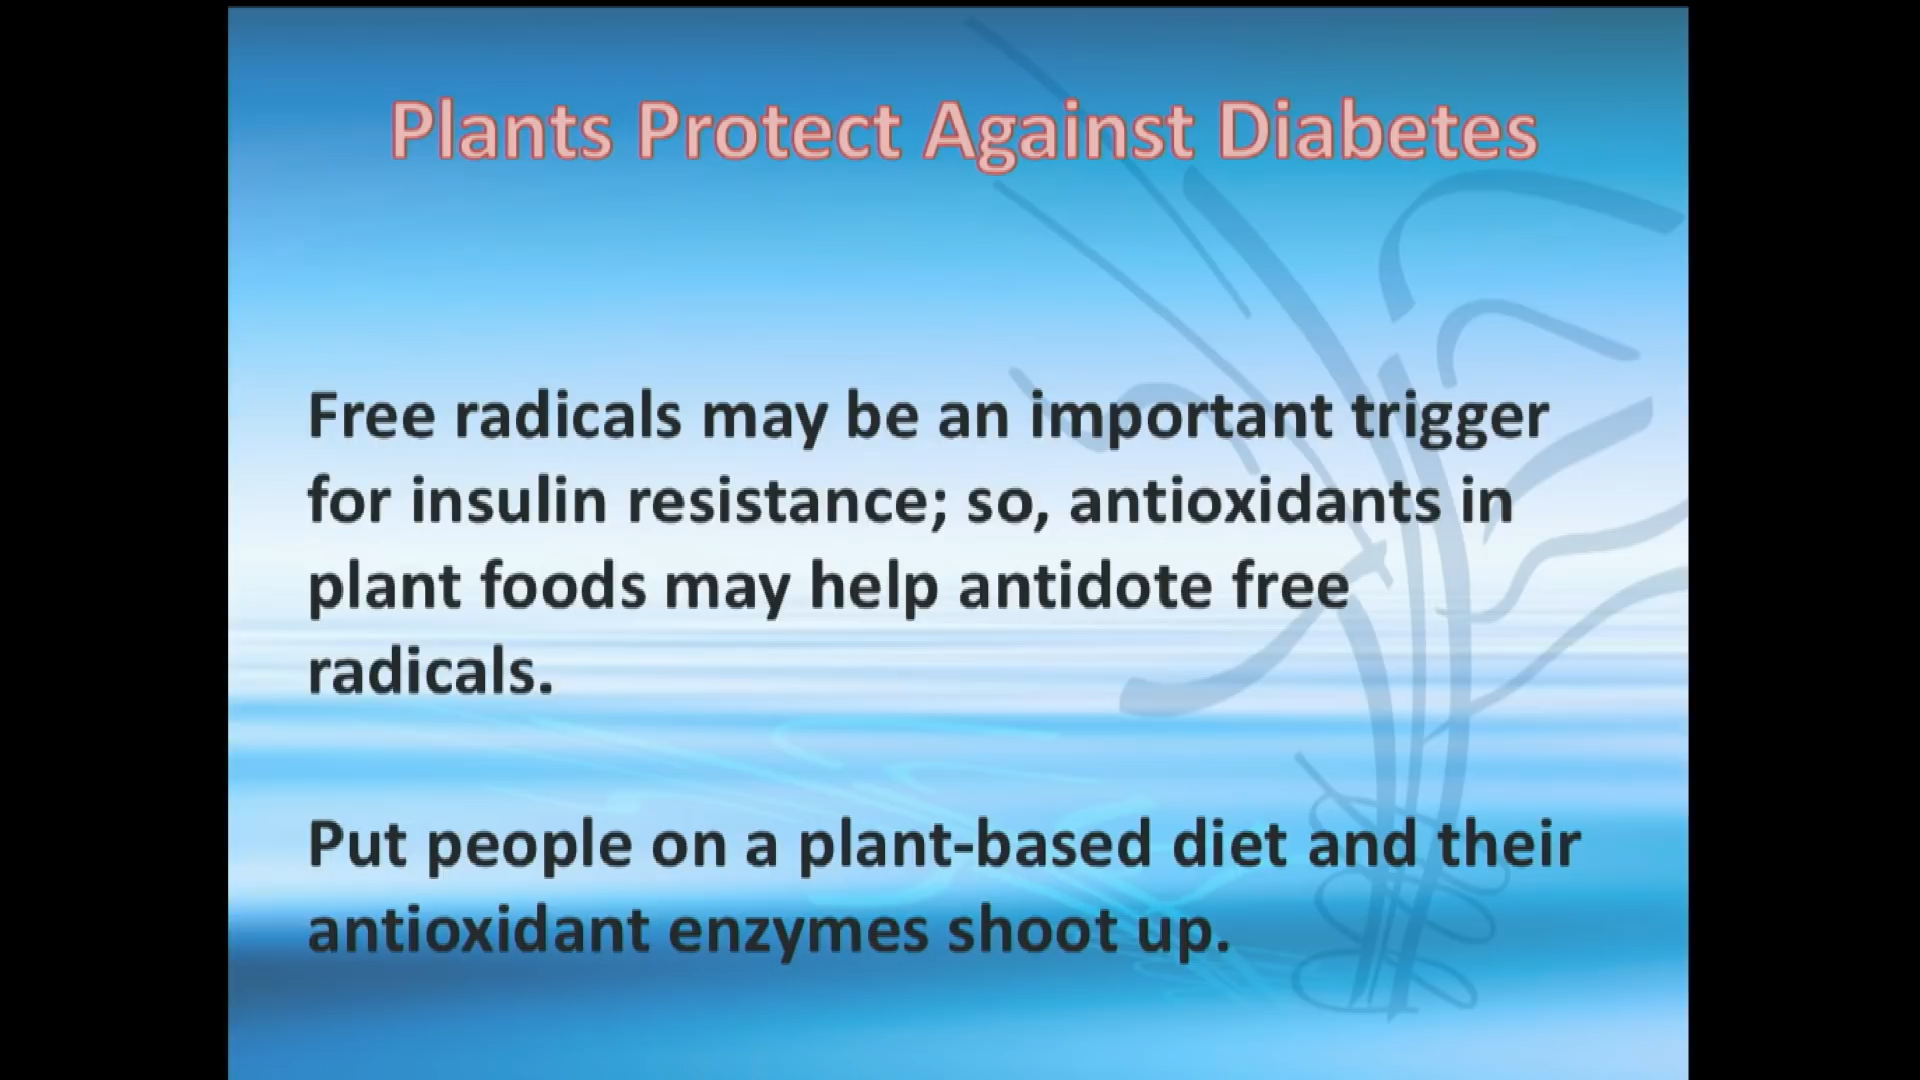 Plants Protect Against Diabetes
Free radicals may be an important trigger
for insulin resistance; so, antioxidants in
plant foods may help antidote free
radicals.
Put people on a plant-based diet and their
antioxidant enzymes shoot up.